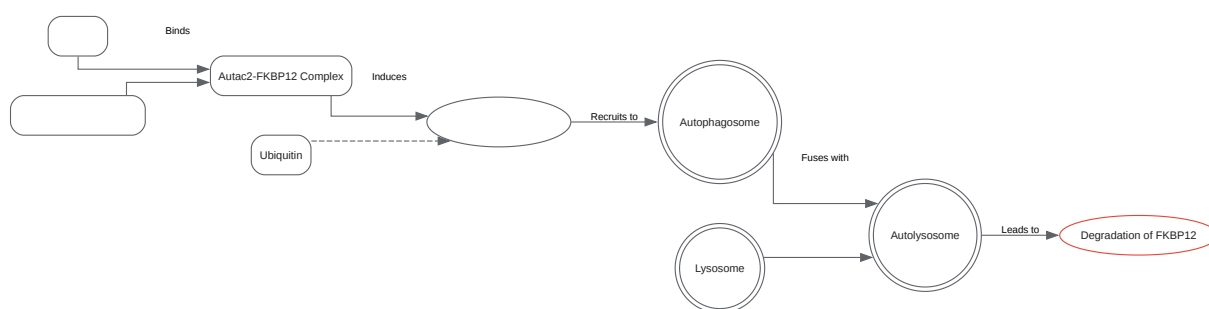 Binds
Autac2-FKBP12 Complex
Induces
Ubiquitin
Recruits to
Autophagosome
Fuses with
Lysosome
Autolysosome
Leads to
Degradation of FKBP12